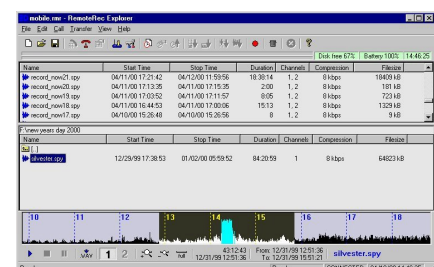 mobile.rmr - RemoteRec Explorer
File Edit Call Transfer View Help
Disk free 67% Battery 100% 14:46:25
Name Start Time Stop Time Duration Channels Compression Filesize
record_now21.spy 04/11/00 17:21:42 04/12/00 11:59:56 18:38:14 1, 2 8 kbps 18409 kB
record_now20.spy 04/11/00 17:13:35 04/11/00 17:15:35 2:00 1, 2 8 kbps 181 kB
record_now19.spy 04/11/00 17:03:52 04/11/00 17:11:57 8:05 1, 2 8 kbps 723 kB
record_now18.spy 04/11/00 16:44:53 04/11/00 17:00:06 15:13 1, 2 8 kbps 1329 kB
record_now17.spy 04/10/00 15:26:48 04/10/00 15:26:56 8 1, 2 8 kbps 9 kB
F:\new years day 2000
Name Start Time Stop Time Duration Channels Compression Filesize
[..]
silvester.spy 12/29/99 17:38:53 01/02/00 05:59:52 84:20:59 1 8 kbps 64823 kB
10 11 12 13 14 15 16 17 18
.WAV 1 2 full 43:12:43 12/31/99 12:51:36 From: 12/31/99 12:51:36 To: 12/31/99 15:51:21 silvester.spy